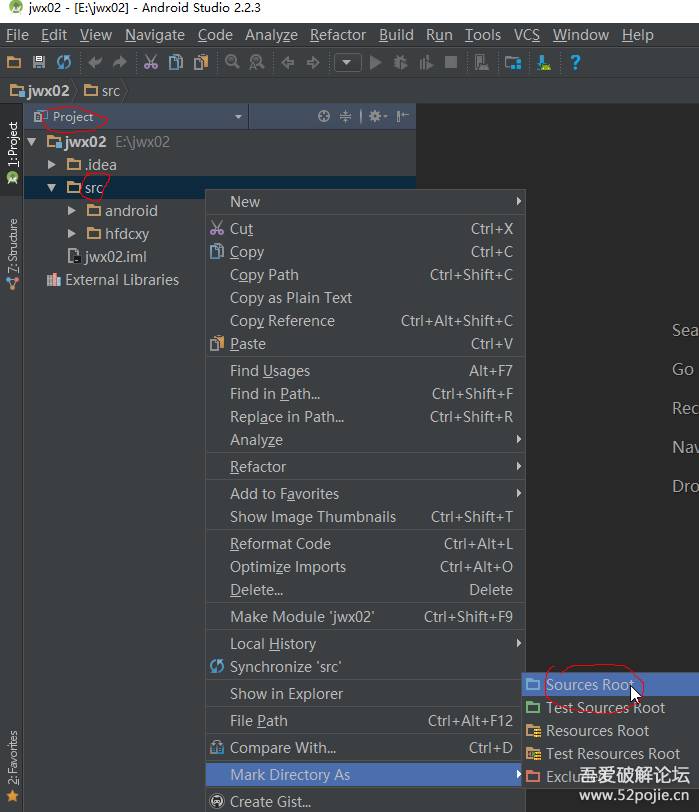 jwx02 - [E:\jwx02] - Android Studio 2.2.3
File Edit View Navigate Code Analyze Refactor Build Run Tools VCS Window Help
jwx02 src
Project
1: Project
7: Structure
2: Favorites
jwx02 E:\jwx02
.idea
src
android
hfdcxy
jwx02.iml
External Libraries
New
Cut Ctrl+X
Copy Ctrl+C
Copy Path Ctrl+Shift+C
Copy as Plain Text
Copy Reference Ctrl+Alt+Shift+C
Paste Ctrl+V
Find Usages Alt+F7
Find in Path... Ctrl+Shift+F
Replace in Path... Ctrl+Shift+R
Analyze
Refactor
Add to Favorites
Show Image Thumbnails Ctrl+Shift+T
Reformat Code Ctrl+Alt+L
Optimize Imports Ctrl+Alt+O
Delete... Delete
Make Module 'jwx02' Ctrl+Shift+F9
Local History
Synchronize 'src'
Show in Explorer
File Path Ctrl+Alt+F12
Compare With... Ctrl+D
Mark Directory As
Create Gist...
Sources Root
Test Sources Root
Resources Root
Test Resources Root
Sea
Go
Rec
Nav
Dro
吾爱破解论坛
www.52pojie.cn